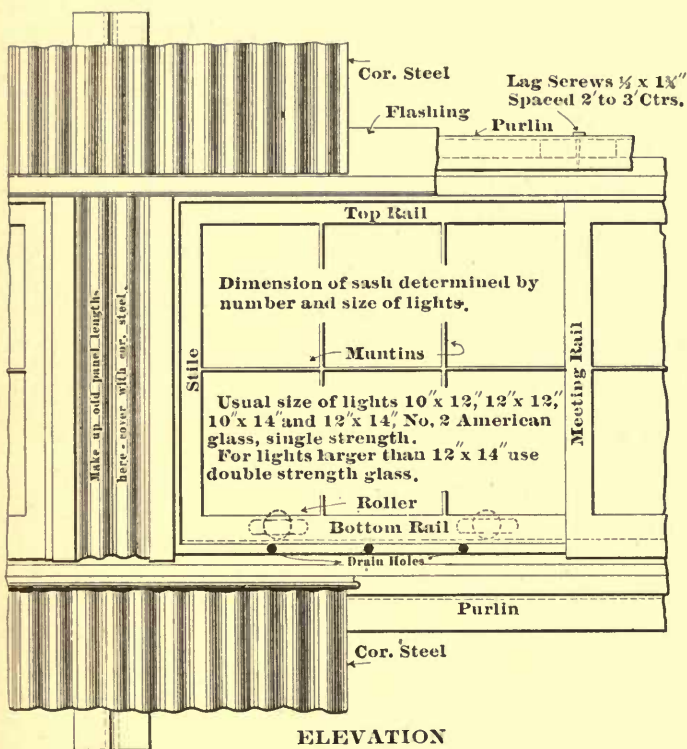 Cor. Steel
Lag Screws ½ x 1¾"
Spaced 2' to 3' Ctrs.
Flashing
Purlin
Top Rail
Dimension of sash determined by
number and size of lights.
Make up odd panel lengths
here - cover with cor. steel
Stile
Muntins
Meeting Rail
Usual size of lights 10" x 12," 12" x 12,"
10" x 14" and 12" x 14," No, 2 American
glass, single strength.
For lights larger than 12" x 14" use
double strength glass.
Roller
Bottom Rail
Drain Holes
Purlin
Cor. Steel
ELEVATION